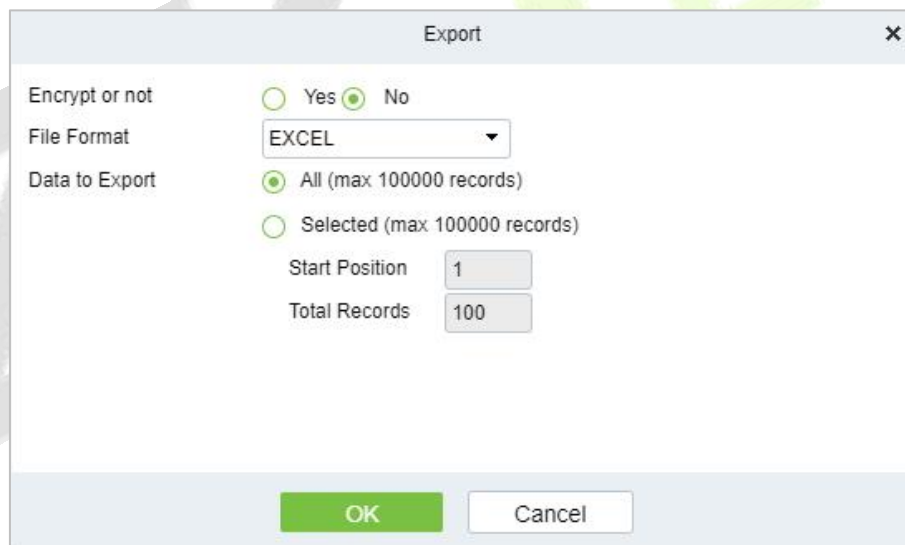 Export
Encrypt or not Yes No
File Format EXCEL
Data to Export All (max 100000 records)
Selected (max 100000 records)
Start Position 1
Total Records 100
OK Cancel